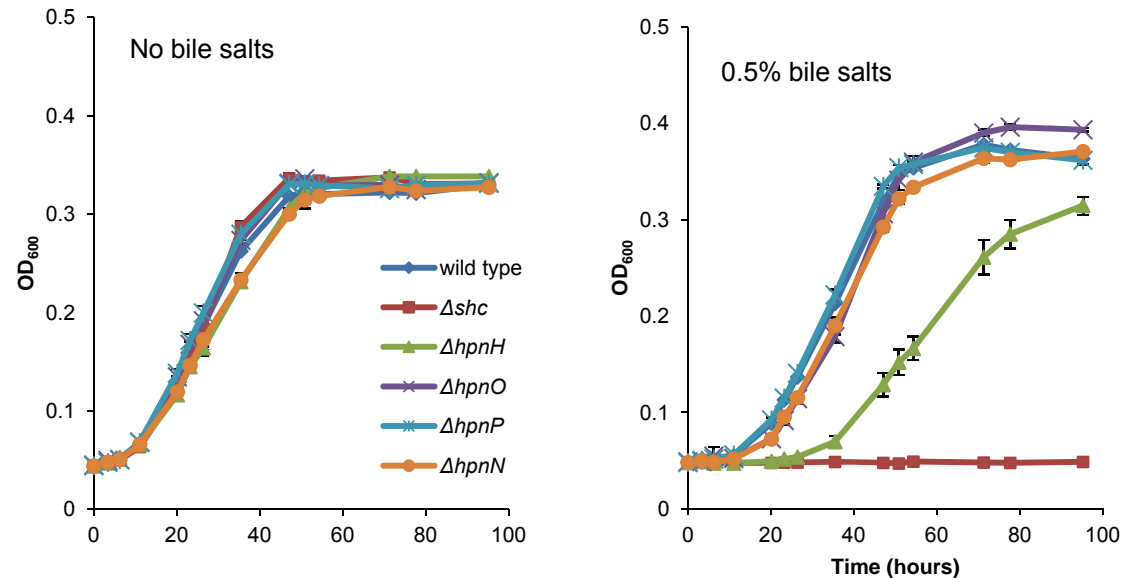 No bile salts
0.5
0.4
0.3
0.2
0.1
0
OD600
0
20
40
60
80
100
wild type
Δshc
ΔhpnH
ΔhpnO
ΔhpnP
ΔhpnN
0.5% bile salts
0.5
0.4
0.3
0.2
0.1
0
OD600
0
20
40
60
80
100
Time (hours)